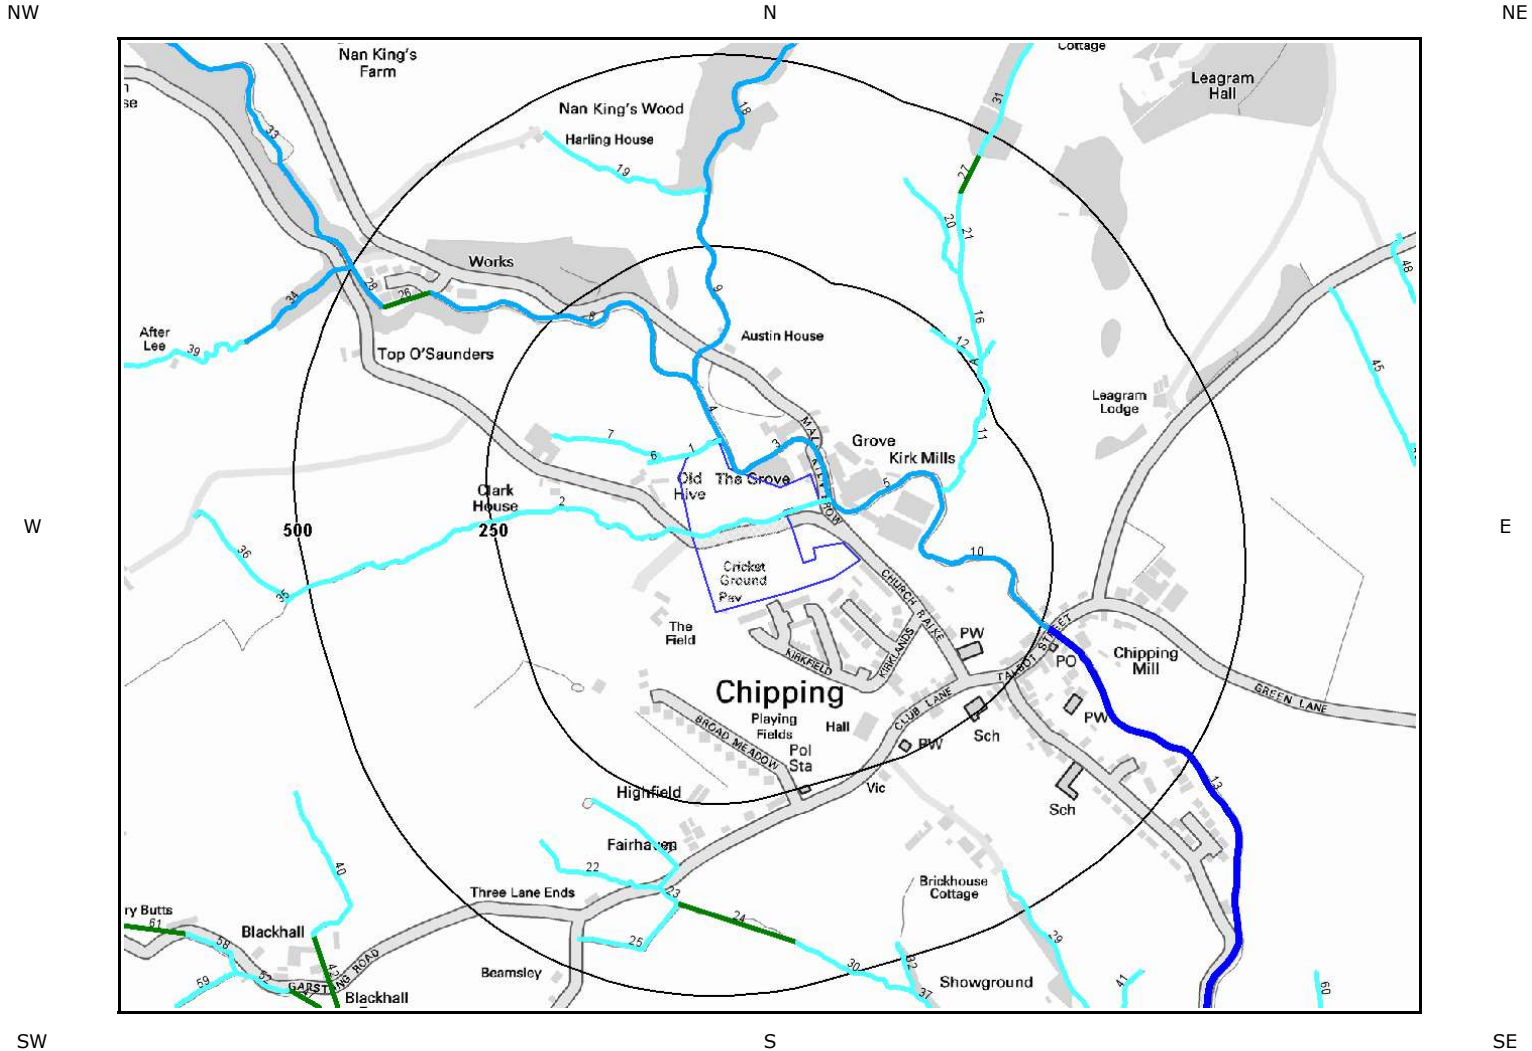 NW
N
NE
Nan King's
Farm
Cottage
Leagram
Hall
se
Nan King's Wood
Harling House
31
18
33
19
27
20
21
Works
28
26
34
9
8
16
48
After
Lee
39
Austin House
12
Top O'Saunders
45
Leagram
Lodge
4
7
6
1
3
11
Grove
Kirk Mills
Old
Hive
The Grove
5
Clark
House
2
W
500
250
ROW
E
36
10
Cricket
Ground
Pav
35
CHURCH RAIKE
The
Field
KIRKFIELD
KIRKLANDS
PW
TALBOT STREET
PO
Chipping
Mill
Chipping
GREEN LANE
Playing
Fields
Hall
CLUB LANE
PW
BROAD MEADOW
Pol
Sta
PW
Sch
13
Highfield
Vic
Sch
Fairhaven
40
22
Brickhouse
Cottage
Three Lane Ends
23
24
ry Butts
61
Blackhall
58
25
29
59
52
42
GARSTANG ROAD
Beamsley
30
32
37
Showground
41
60
Blackhall
SW
S
SE